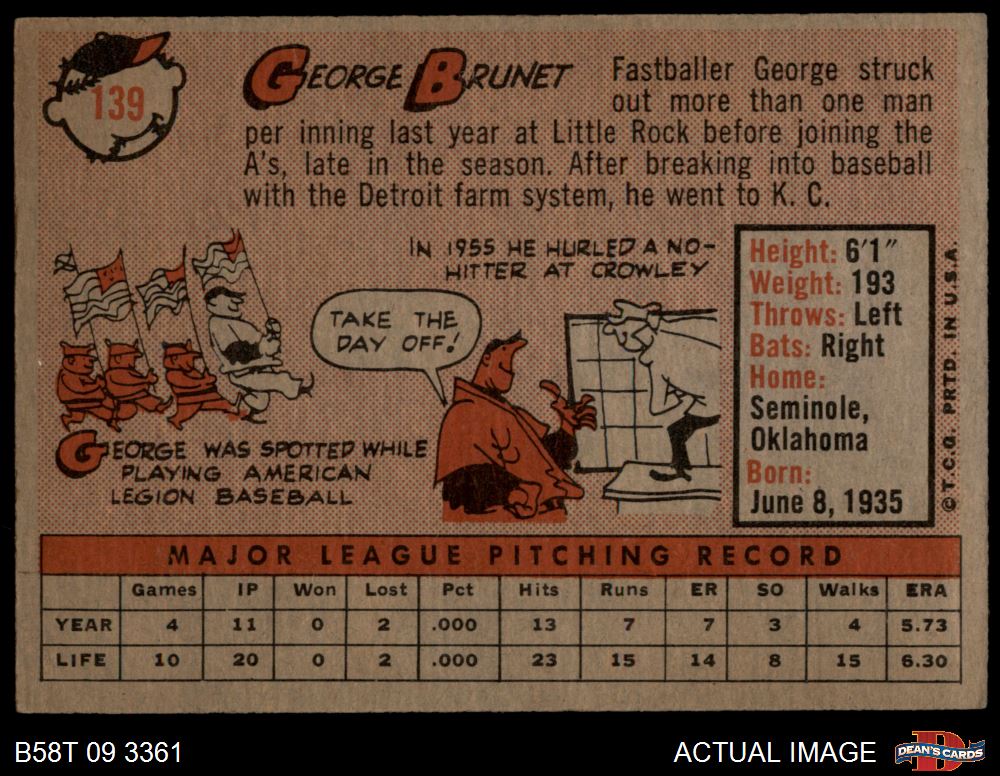 139
GEORGE BRUNET
Fastballer George struck
out more than one man
per inning last year at Little Rock before joining the
A's, late in the season. After breaking into baseball
with the Detroit farm system, he went to K. C.
IN 1955 HE HURLED A NO-
HITTER AT CROWLEY
TAKE THE
DAY OFF!
GEORGE WAS SPOTTED WHILE
PLAYING AMERICAN
LEGION BASEBALL
Height: 6'1"
Weight: 193
Throws: Left
Bats: Right
Home:
Seminole,
Oklahoma
Born:
June 8, 1935
© T.C.G. PRTD. IN U.S.A.
MAJOR LEAGUE PITCHING RECORD
Games IP Won Lost Pct Hits Runs ER SO Walks ERA
YEAR 4 11 0 2 .000 13 7 7 3 4 5.73
LIFE 10 20 0 2 .000 23 15 14 8 15 6.30
B58T 09 3361
ACTUAL IMAGE
DEAN'S CARDS